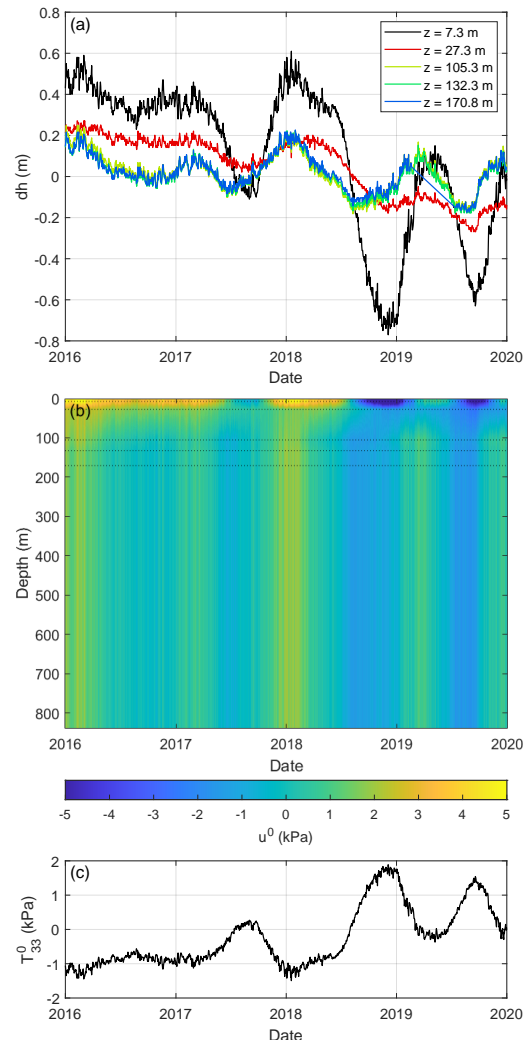 (a)
z = 7.3 m
z = 27.3 m
z = 105.3 m
z = 132.3 m
z = 170.8 m
0.8
0.6
0.4
0.2
0
-0.2
-0.4
0.6
0.8
dh (m)
2016 2017 2018 2019 2020
Date
(b)
0
100
200
300
400
500
600
700
800
Depth (m)
2016 2017 2018 2019 2020
Date
-5 -4 -3 -2 -1 0 1 2 3 4 5
u⁰ (kPa)
(c)
2
1
0
-1
-2
T⁰₃₃ (kPa)
2016 2017 2018 2019 2020
Date